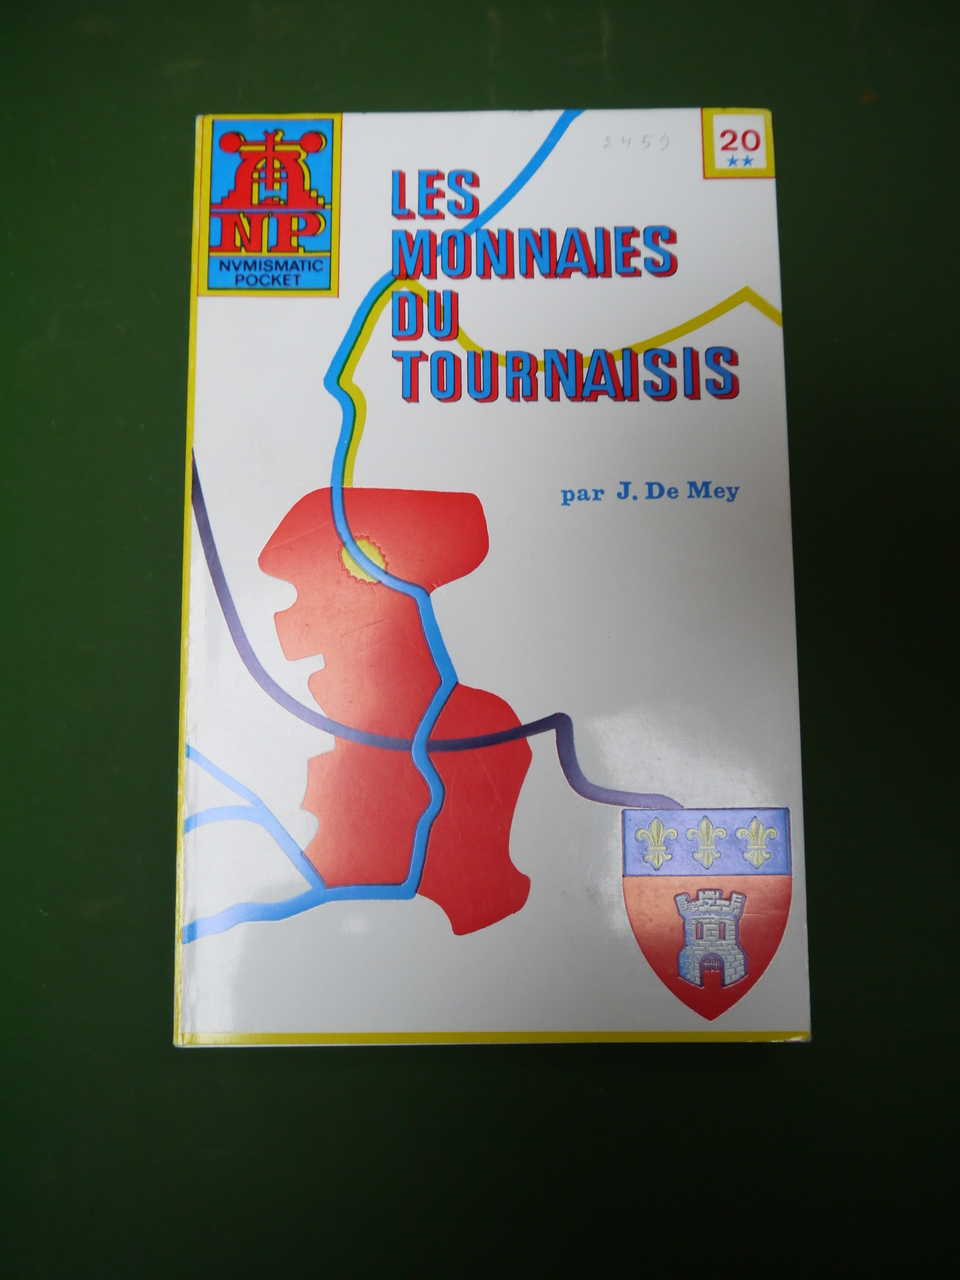 NP
NVMISMATIC
POCKET
20
2459
LES
MONNAIES
DU
TOURNAISIS
par J. De Mey